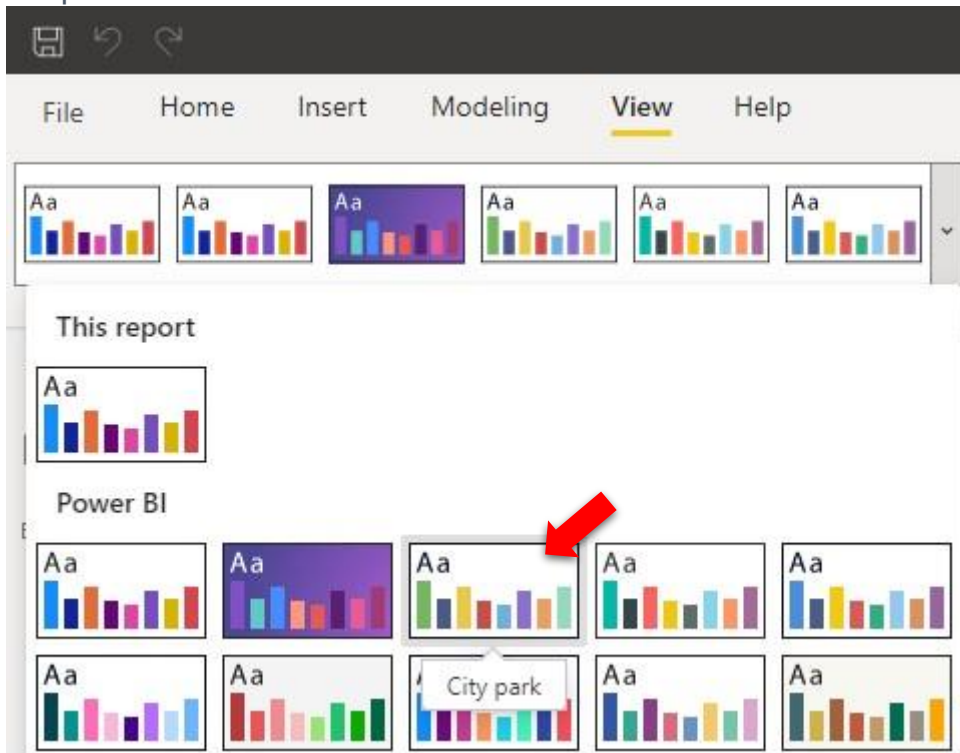 File Home Insert Modeling View Help
Aa Aa Aa Aa Aa Aa
This report
Aa
Power BI
Aa Aa Aa Aa Aa
Aa Aa Aa Aa
City park